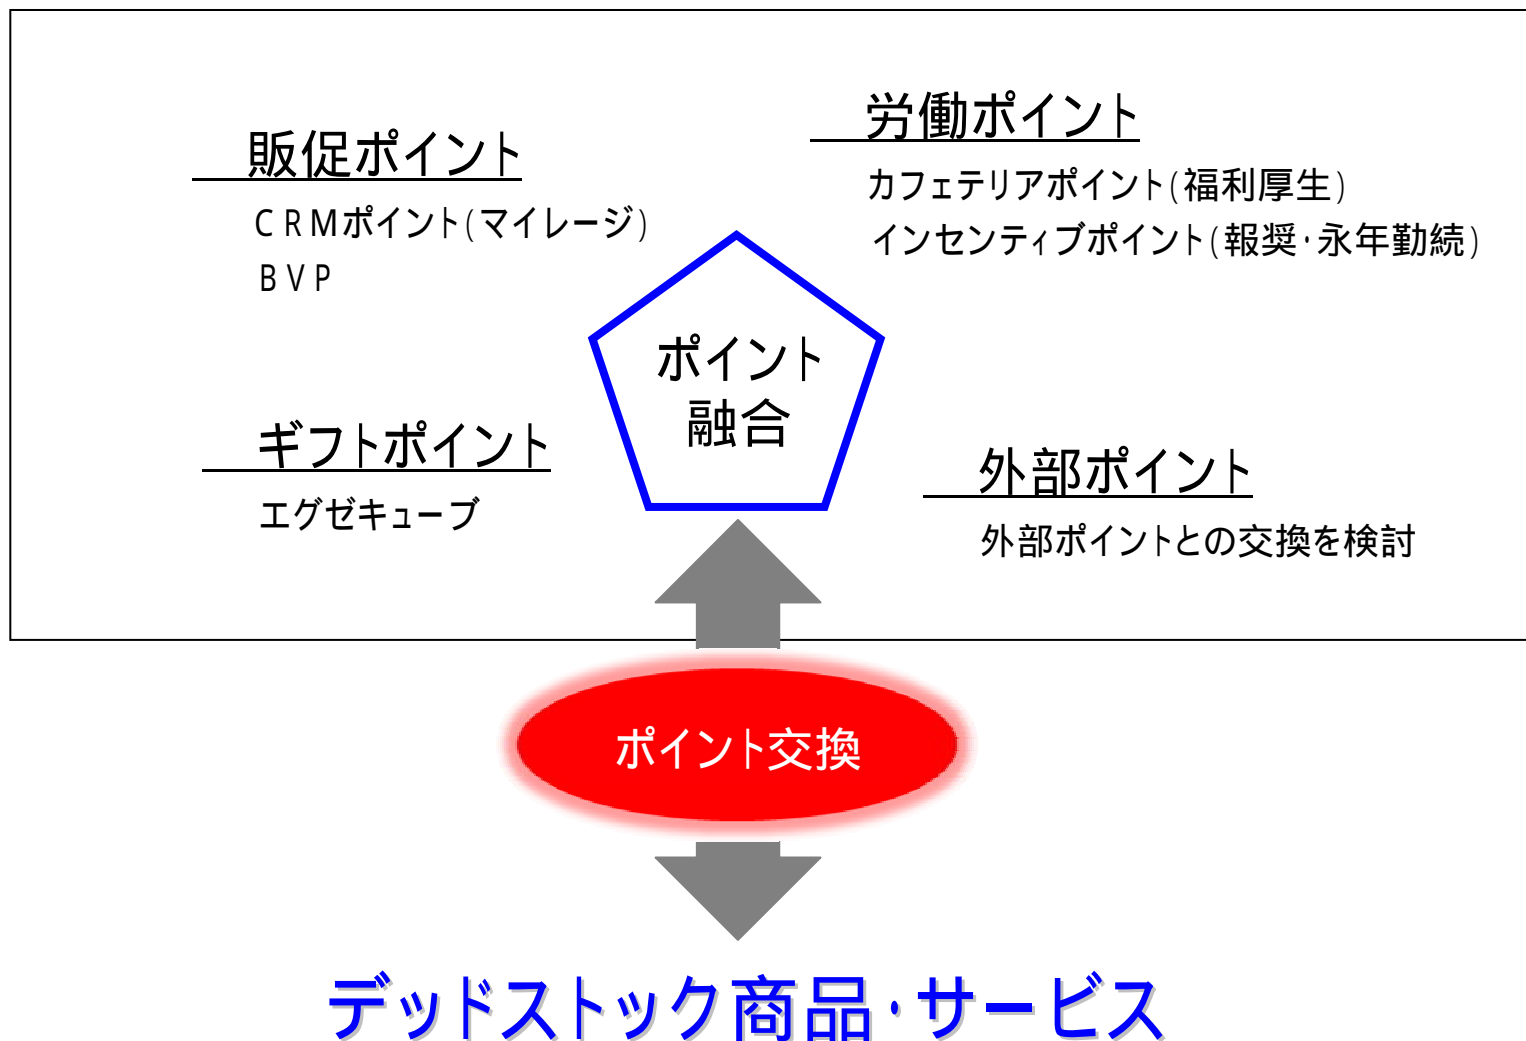 販促ポイント
CRMポイント(マイレージ)
BVP
労働ポイント
カフェテリアポイント(福利厚生)
インセンティブポイント(報奨・永年勤続)
ポイント
融合
ギフトポイント
エグゼキューブ
外部ポイント
外部ポイントとの交換を検討
ポイント交換
デッドストック商品・サービス